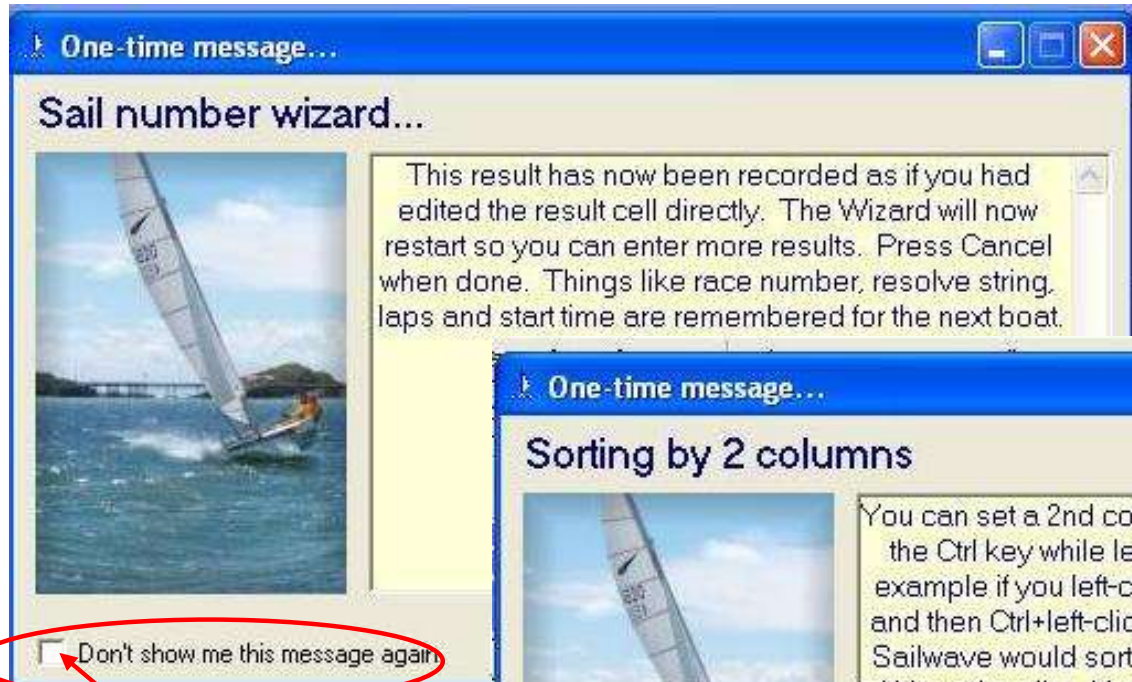 One-time message...
Sail number wizard...
This result has now been recorded as if you had
edited the result cell directly. The Wizard will now
restart so you can enter more results. Press Cancel
when done. Things like race number, resolve string,
laps and start time are remembered for the next boat.
Don't show me this message again
One-time message...
Sorting by 2 columns
You can set a 2nd co
the Ctrl key while le
example if you left-c
and then Ctrl+left-clic
Sailwave would sort